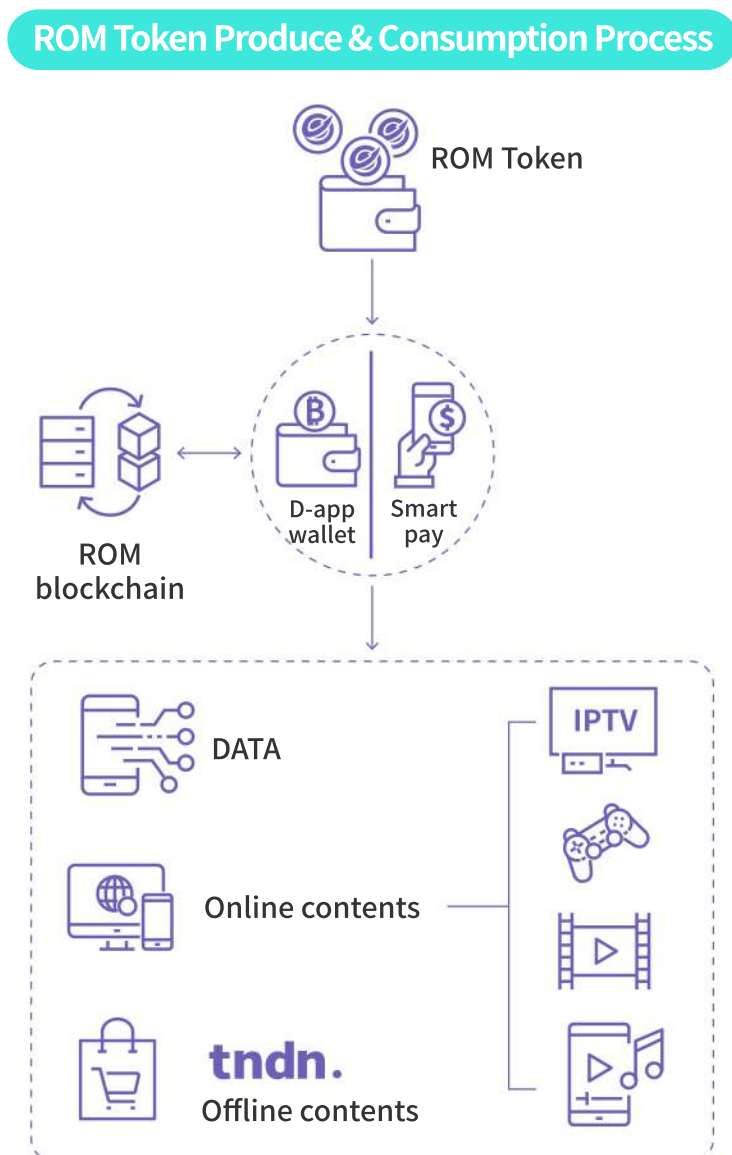 ROM Token Produce & Consumption Process
ROM Token
D-app
wallet
Smart
pay
ROM
blockchain
DATA
IPTV
Online contents
tndn.
Offline contents